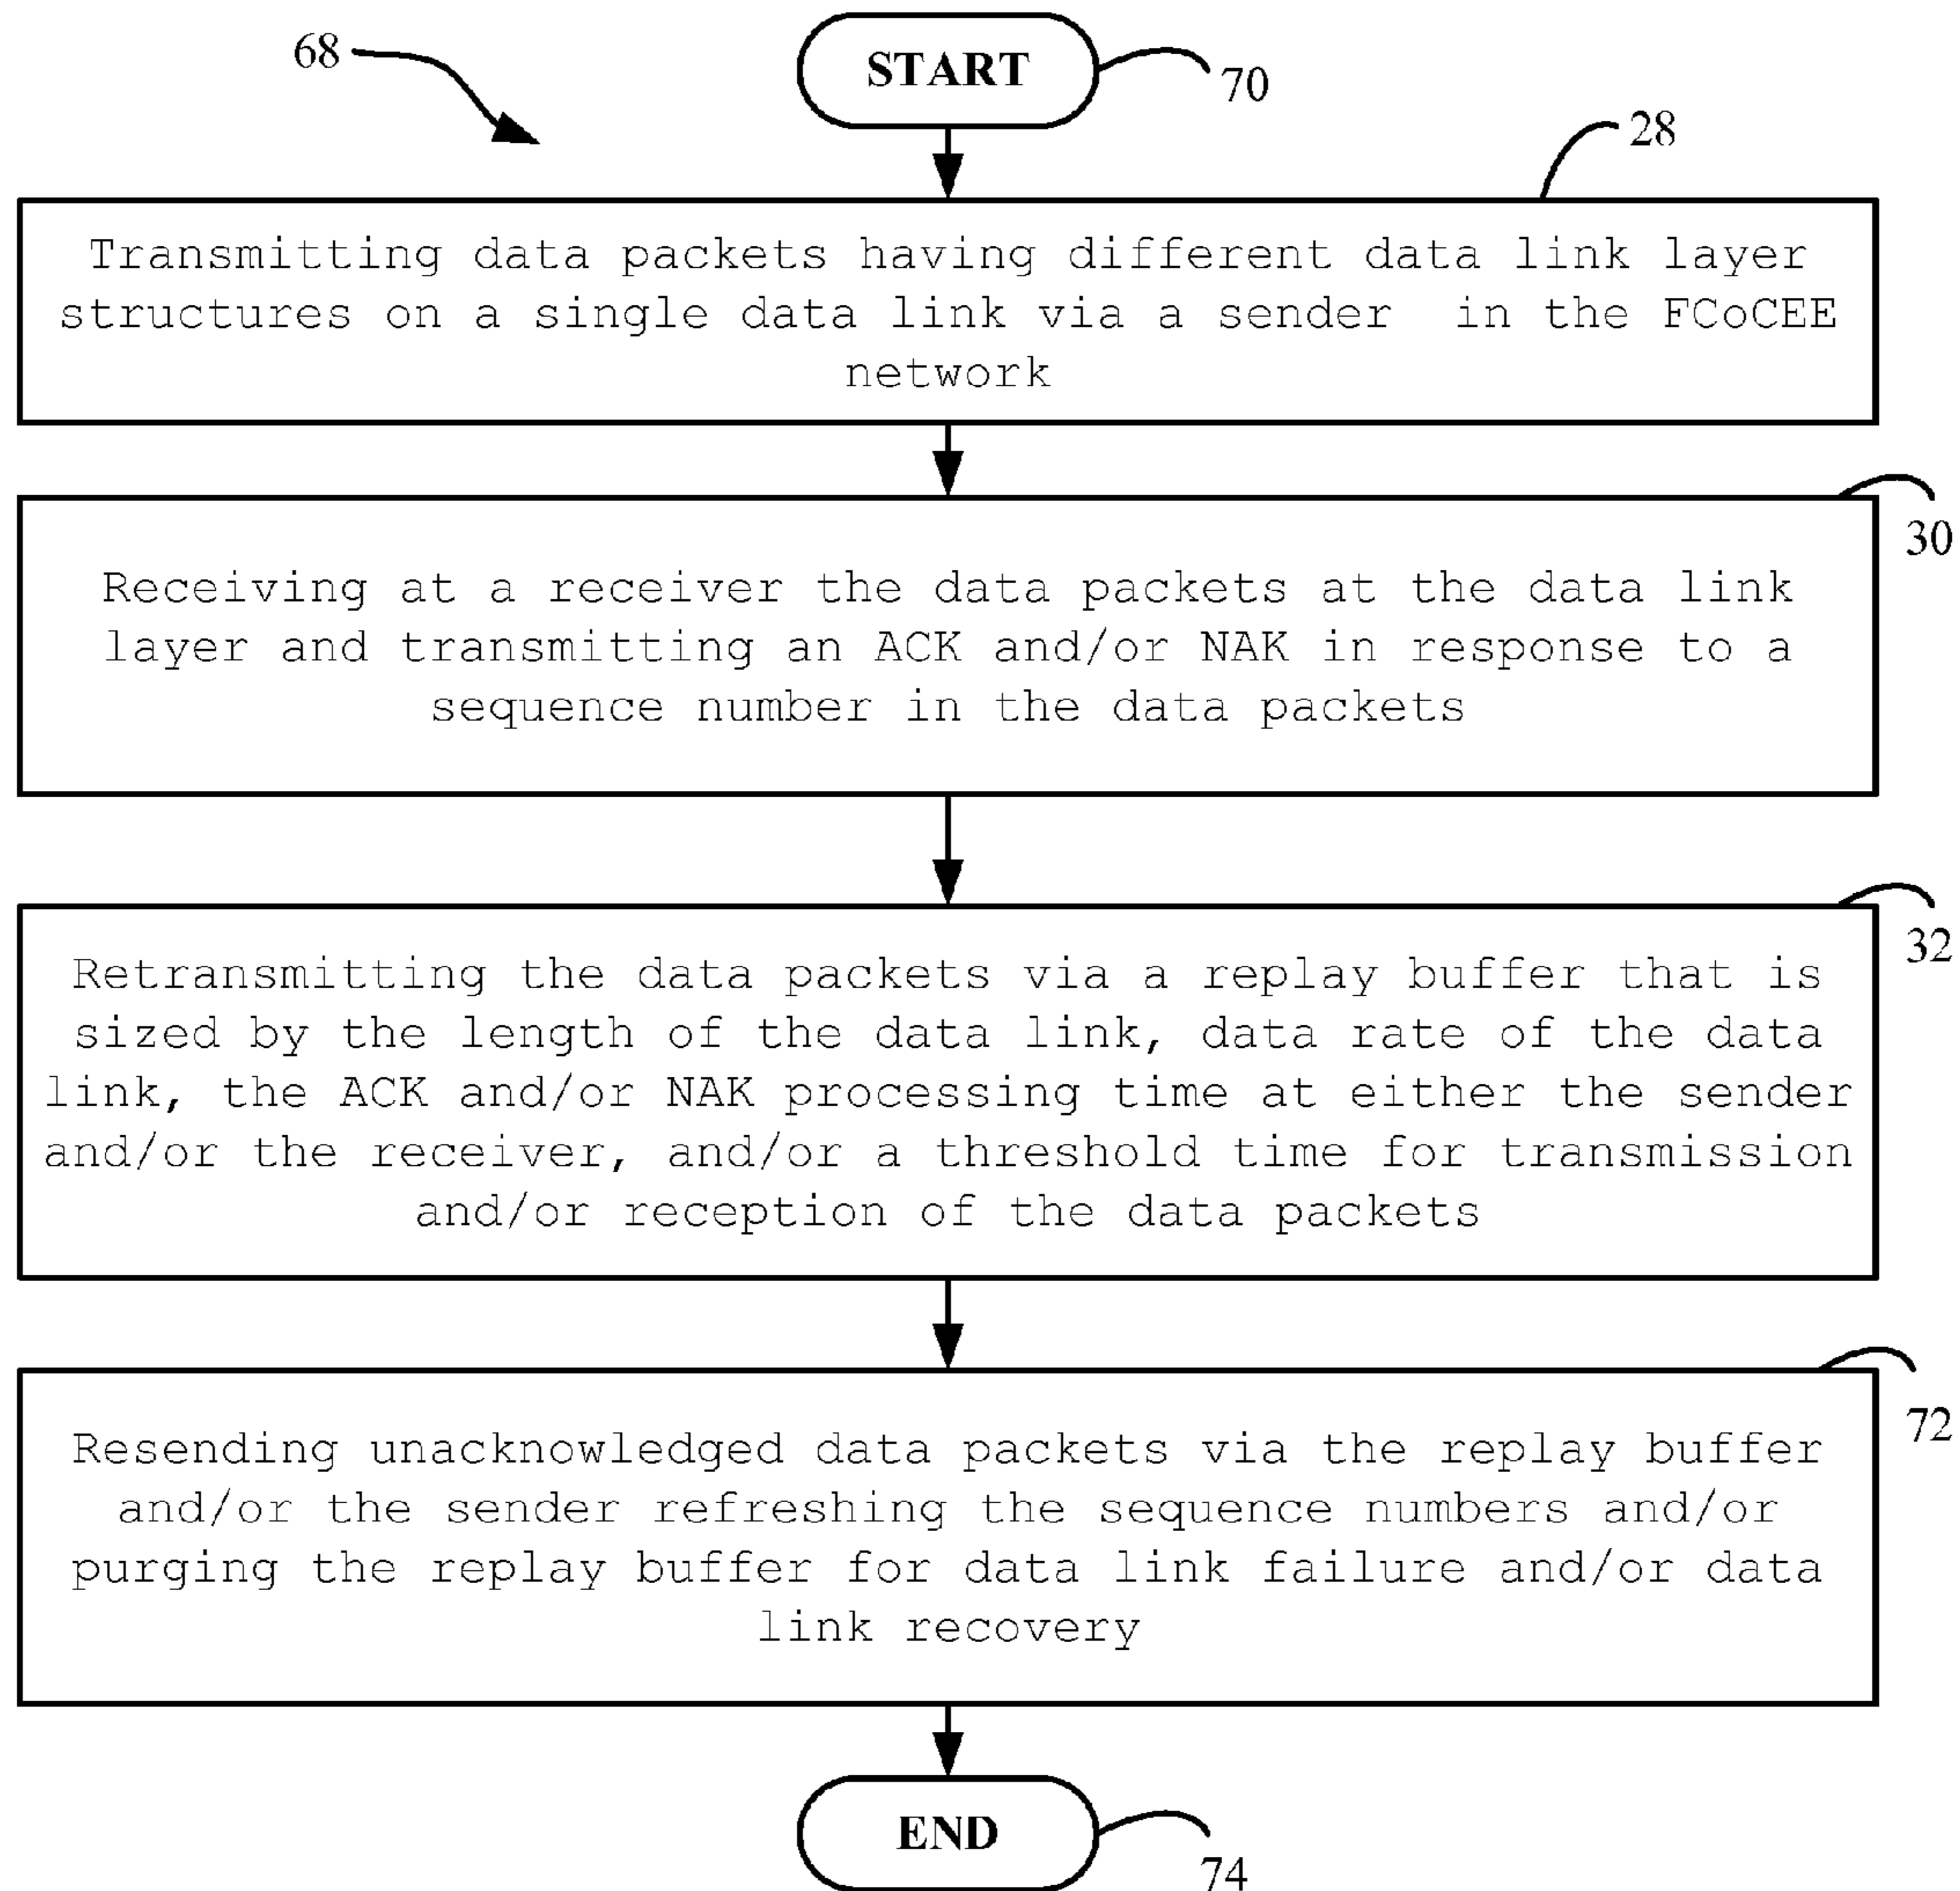 68
START
70
28
Transmitting data packets having different data link layer
structures on a single data link via a sender in the FCoCEE
network
30
Receiving at a receiver the data packets at the data link
layer and transmitting an ACK and/or NAK in response to a
sequence number in the data packets
32
Retransmitting the data packets via a replay buffer that is
sized by the length of the data link, data rate of the data
link, the ACK and/or NAK processing time at either the sender
and/or the receiver, and/or a threshold time for transmission
and/or reception of the data packets
72
Resending unacknowledged data packets via the replay buffer
and/or the sender refreshing the sequence numbers and/or
purging the replay buffer for data link failure and/or data
link recovery
END
74